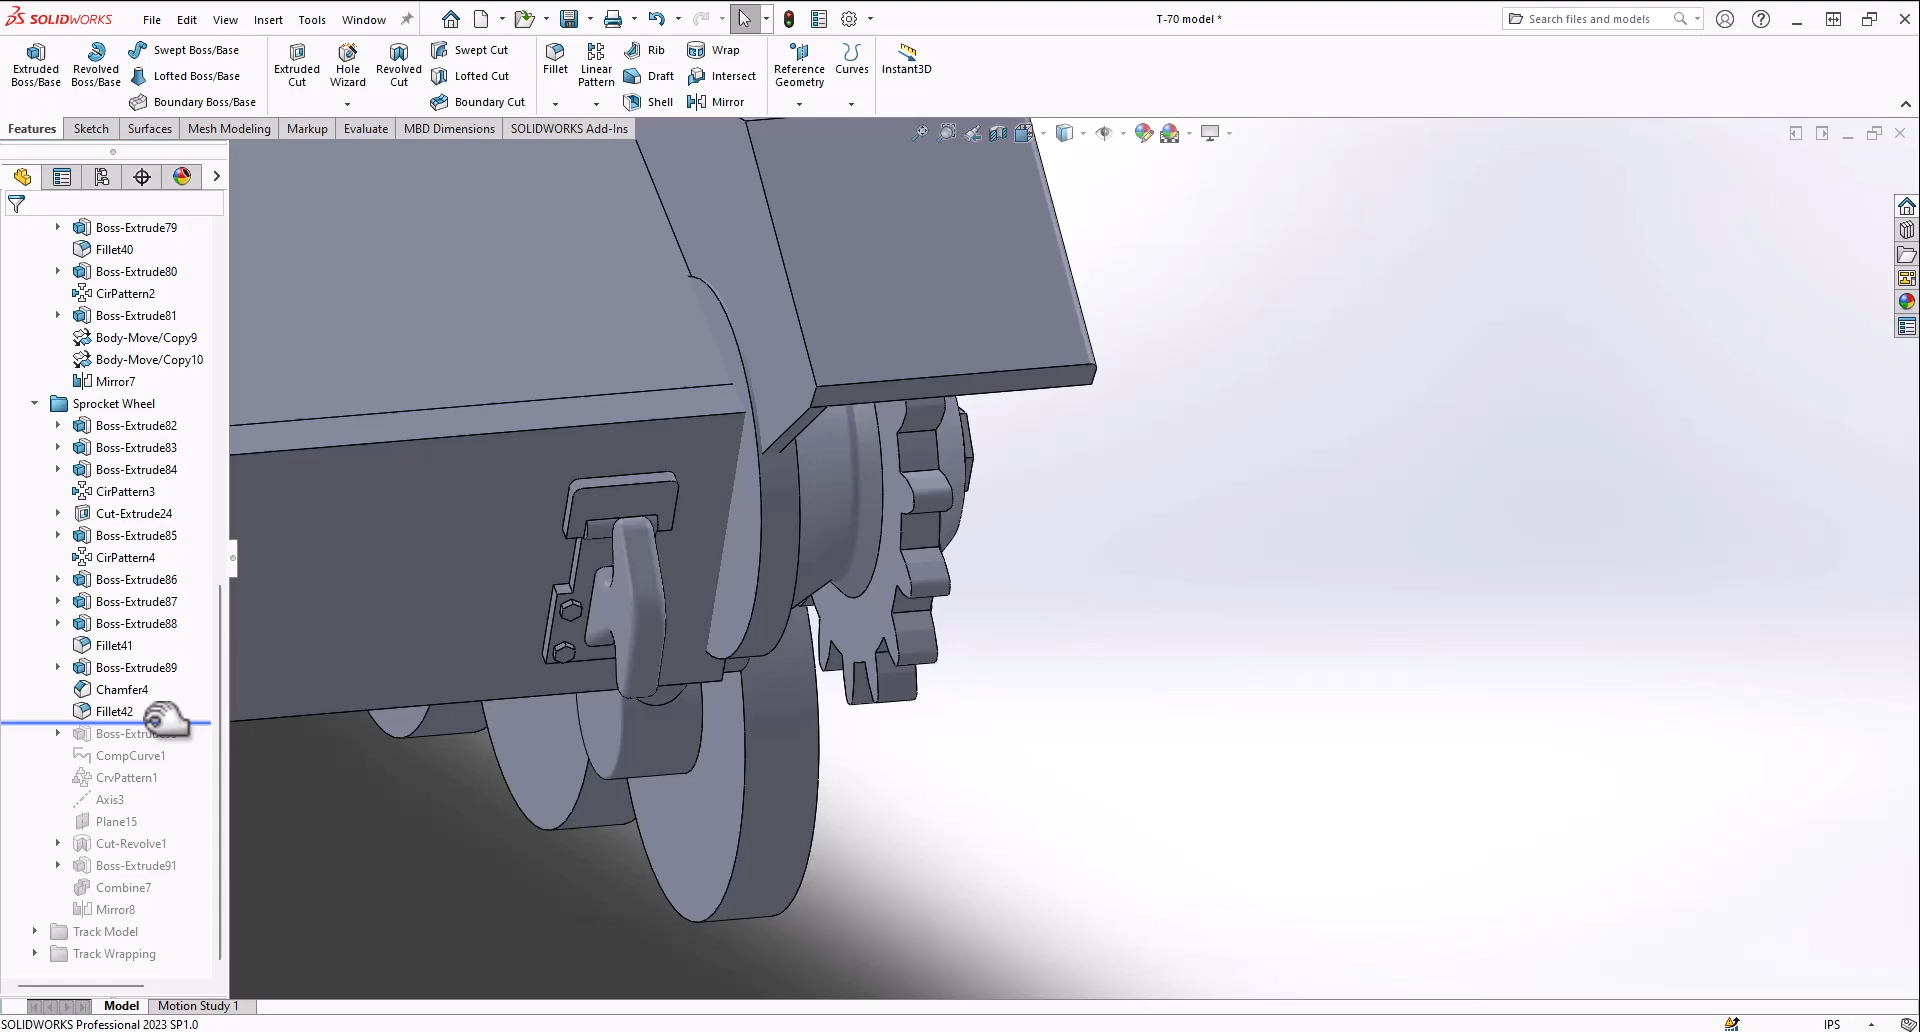 SOLIDWORKS File Edit View Insert Tools Window T-70 model * Search files and models
Extruded Boss/Base
Revolved Boss/Base
Swept Boss/Base
Lofted Boss/Base
Boundary Boss/Base
Extruded Cut
Hole Wizard
Revolved Cut
Swept Cut
Lofted Cut
Boundary Cut
Fillet
Linear Pattern
Rib
Draft
Shell
Wrap
Intersect
Mirror
Reference Geometry
Curves
Instant3D
Features Sketch Surfaces Mesh Modeling Markup Evaluate MBD Dimensions SOLIDWORKS Add-Ins
Boss-Extrude79
Fillet40
Boss-Extrude80
CirPattern2
Boss-Extrude81
Body-Move/Copy9
Body-Move/Copy10
Mirror7
Sprocket Wheel
Boss-Extrude82
Boss-Extrude83
Boss-Extrude84
CirPattern3
Cut-Extrude24
Boss-Extrude85
CirPattern4
Boss-Extrude86
Boss-Extrude87
Boss-Extrude88
Fillet41
Boss-Extrude89
Chamfer4
Fillet42
CompCurve1
CrvPattern1
Axis3
Plane15
Cut-Revolve1
Boss-Extrude91
Combine7
Mirror8
Track Model
Track Wrapping
Model Motion Study 1
SOLIDWORKS Professional 2023 SP1.0 IPS